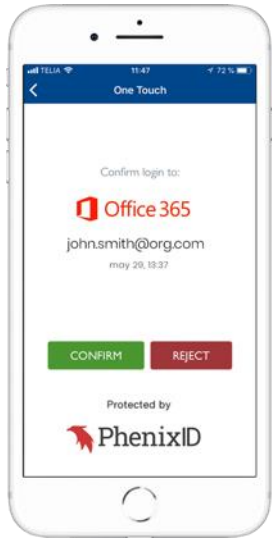 TELIA 11:47 72 %
One Touch
Confirm login to:
Office 365
john.smith@org.com
may 29, 13:37
CONFIRM REJECT
Protected by
PhenixID